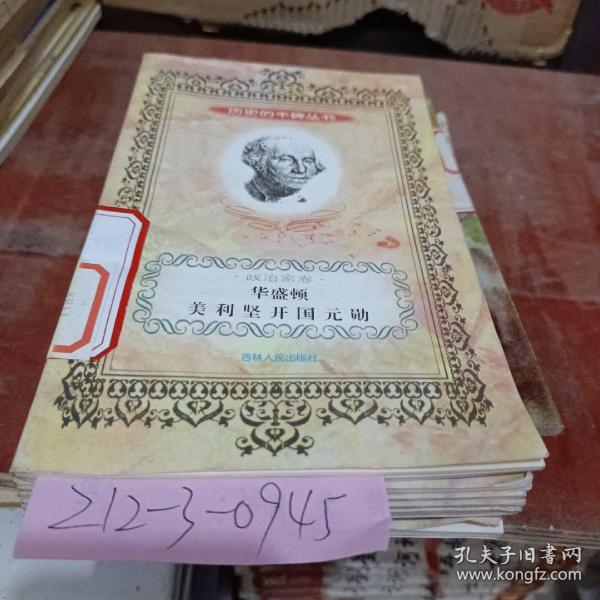 历史的丰碑丛书
·政治家卷·
华盛顿
美利坚开国元勋
吉林人民出版社
212-3-0945
孔夫子旧书网
www.kongfz.com